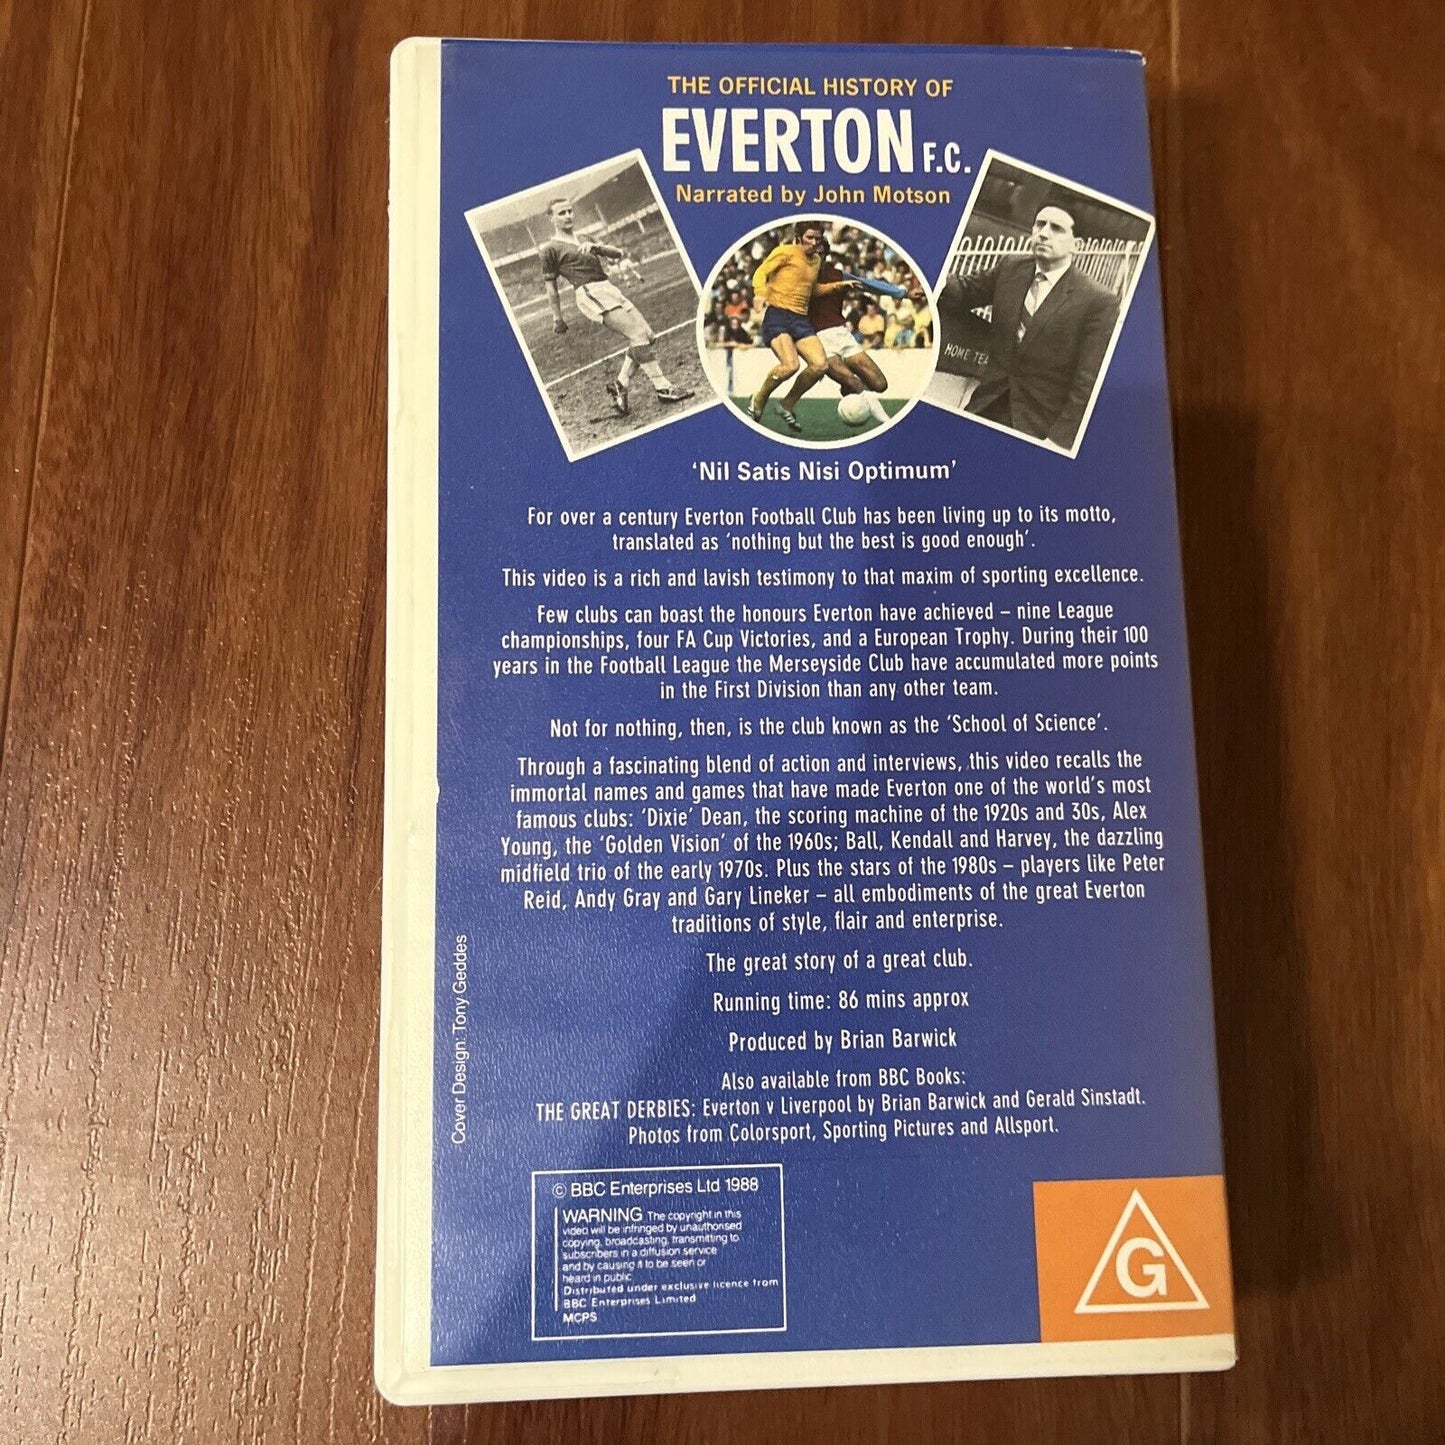 THE OFFICIAL HISTORY OF
EVERTON F.C.
Narrated by John Motson
HOME TEA
'Nil Satis Nisi Optimum'
For over a century Everton Football Club has been living up to its motto,
translated as 'nothing but the best is good enough'.
This video is a rich and lavish testimony to that maxim of sporting excellence.
Few clubs can boast the honours Everton have achieved – nine League
championships, four FA Cup Victories, and a European Trophy. During their 100
years in the Football League the Merseyside Club have accumulated more points
in the First Division than any other team.
Not for nothing, then, is the club known as the 'School of Science'.
Through a fascinating blend of action and interviews, this video recalls the
immortal names and games that have made Everton one of the world's most
famous clubs: 'Dixie' Dean, the scoring machine of the 1920s and 30s, Alex
Young, the 'Golden Vision' of the 1960s; Ball, Kendall and Harvey, the dazzling
midfield trio of the early 1970s. Plus the stars of the 1980s – players like Peter
Reid, Andy Gray and Gary Lineker – all embodiments of the great Everton
traditions of style, flair and enterprise.
The great story of a great club.
Running time: 86 mins approx
Produced by Brian Barwick
Also available from BBC Books:
THE GREAT DERBIES: Everton v Liverpool by Brian Barwick and Gerald Sinstadt.
Photos from Colorsport, Sporting Pictures and Allsport.
Cover Design: Tony Geddes
© BBC Enterprises Ltd 1988
WARNING The copyright in this
video will be infringed by unauthorised
copying, broadcasting, transmitting to
subscribers in a diffusion service
and by causing it to be seen or
heard in public
Distributed under exclusive licence from
BBC Enterprises Limited
MCPS
G